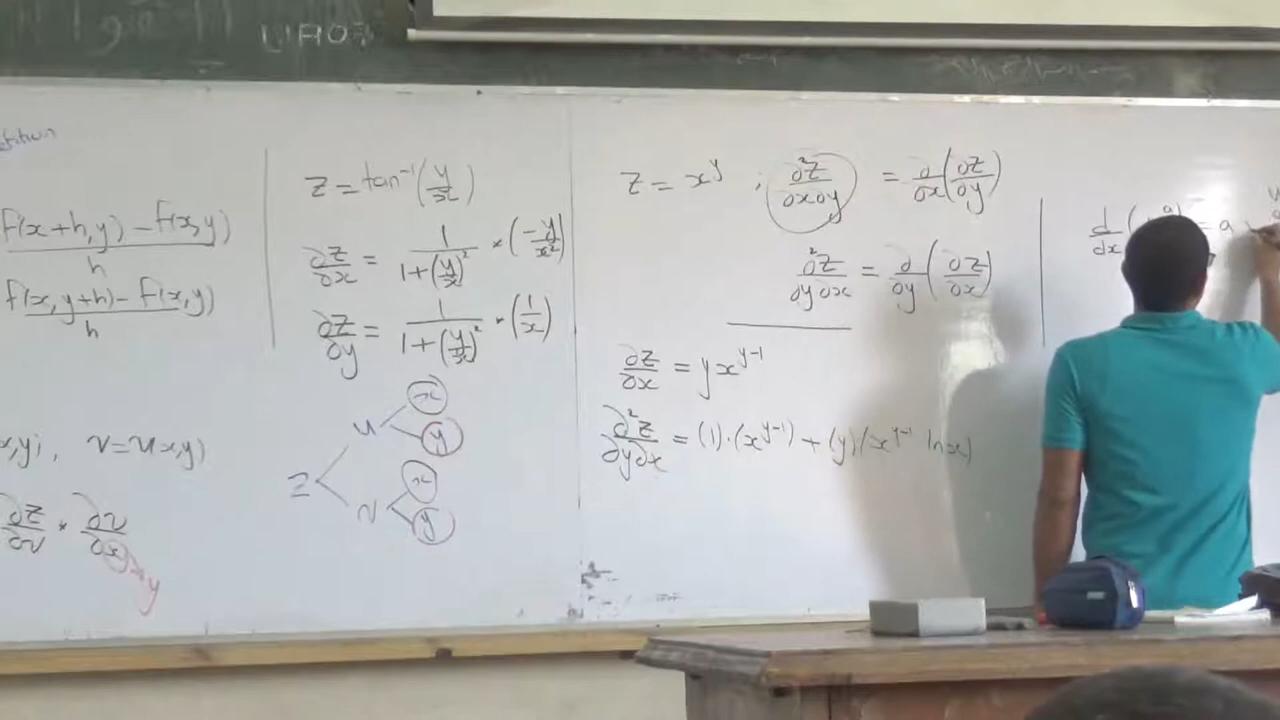 f(x+h, y) - f(x, y)
h
f(x, y+h) - f(x, y)
h
x, y), v = v(x, y)
∂z/∂v * ∂v/∂x
y
z = tan⁻¹(y/x)
∂z/∂x = 1/(1+(y/x)²) * (-y/x²)
∂z/∂y = 1/(1+(y/x)²) * (1/x)
x
u
y
z
x
v
y
z = x^y ; ∂²z/∂x∂y = ∂/∂x (∂z/∂y)
∂²z/∂y∂x = ∂/∂y (∂z/∂x)
∂z/∂x = yx^(y-1)
∂²z/∂y∂x = (1)·(x^(y-1)) + (y)(x^(y-1) ln x)
d/dx ( = a